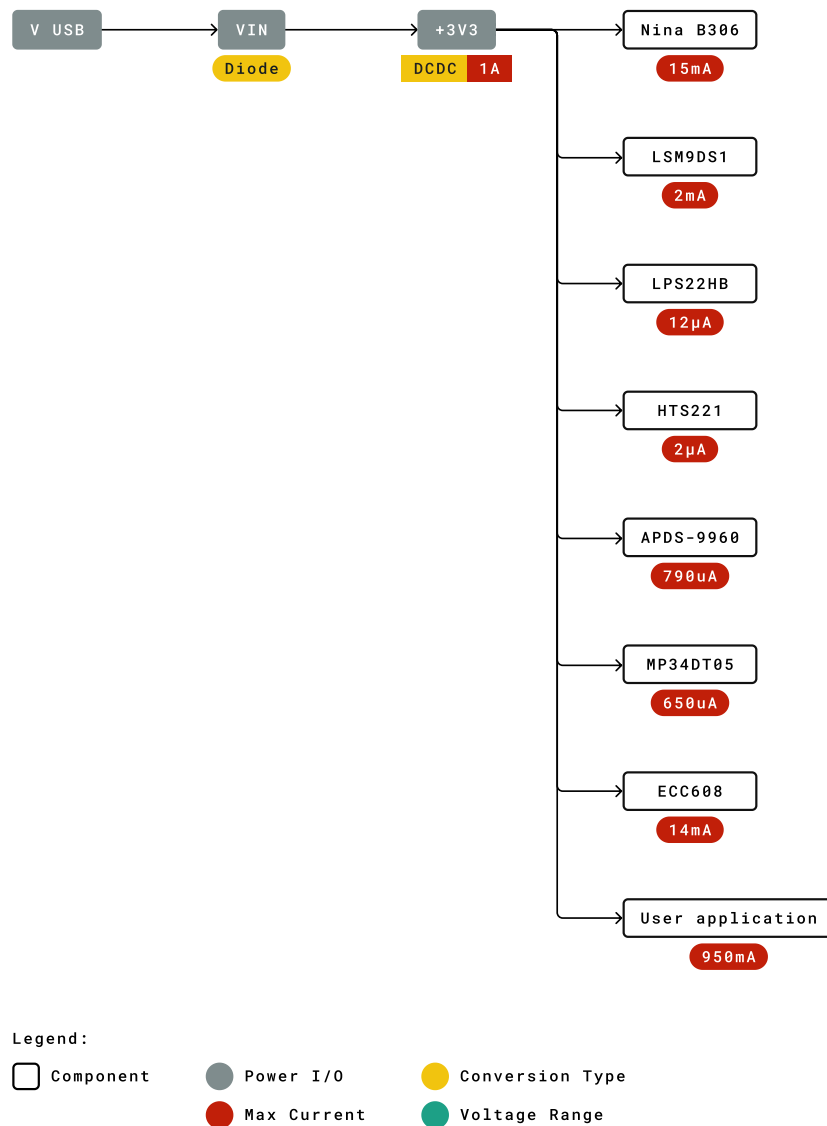 V USB
VIN
+3V3
Nina B306
Diode
DCDC
1A
15mA
LSM9DS1
2mA
LPS22HB
12µA
HTS221
2µA
APDS-9960
790uA
MP34DT05
650uA
ECC608
14mA
User application
950mA
Legend:
Component
Power I/O
Conversion Type
Max Current
Voltage Range